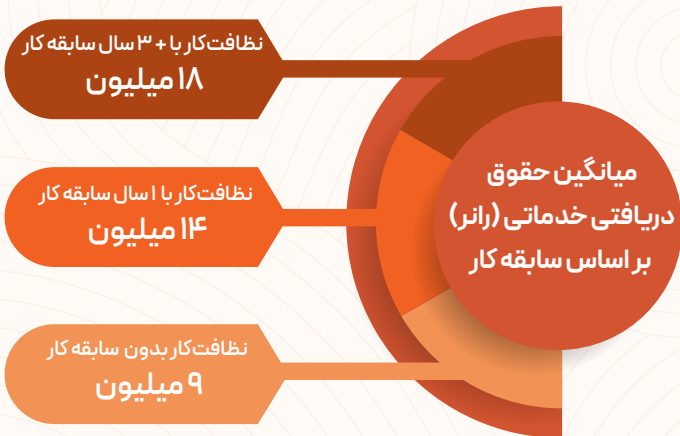 میانگین حقوق
دریافتی خدماتی (رانر)
بر اساس سابقه کار
نظافت‌کار با + ۳ سال سابقه کار
۱۸ میلیون
نظافت‌کار با ۱ سال سابقه کار
۱۴ میلیون
نظافت‌کار بدون سابقه کار
۹ میلیون